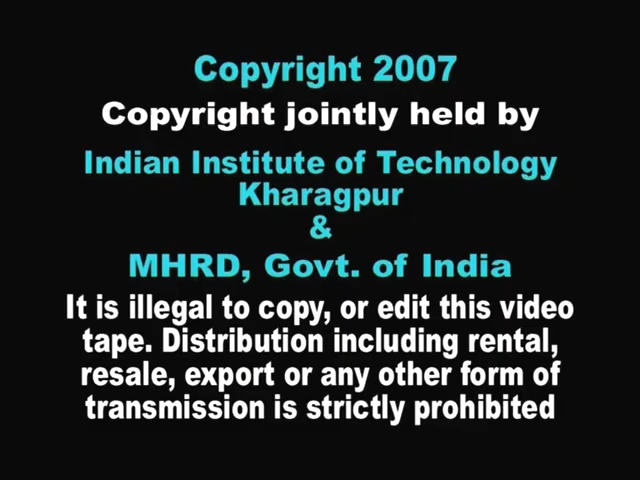 Copyright 2007
Copyright jointly held by
Indian Institute of Technology
Kharagpur
&
MHRD, Govt. of India
It is illegal to copy, or edit this video
tape. Distribution including rental,
resale, export or any other form of
transmission is strictly prohibited